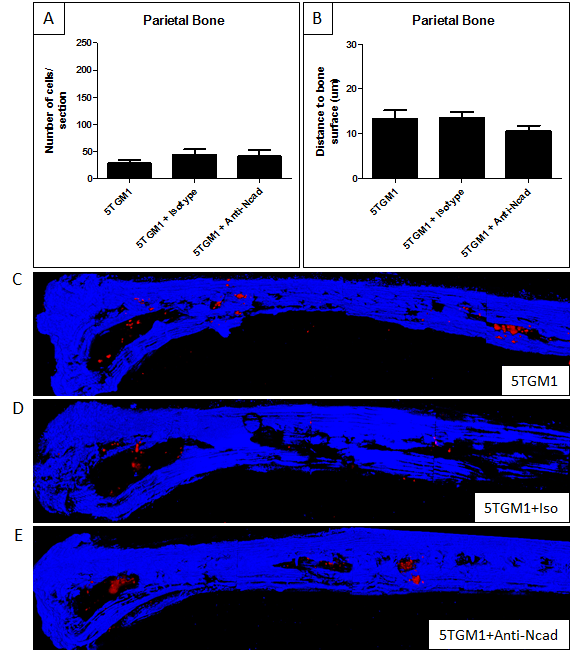 A
Parietal Bone
Number of cells/
section
250
200
150
100
50
0
5TGM1
5TGM1 + Isotype
5TGM1 + Anti-Ncad
B
Parietal Bone
Distance to bone
surface (um)
30
20
10
0
5TGM1
5TGM1 + Isotype
5TGM1 + Anti-Ncad
C
5TGM1
D
5TGM1+Iso
E
5TGM1+Anti-Ncad